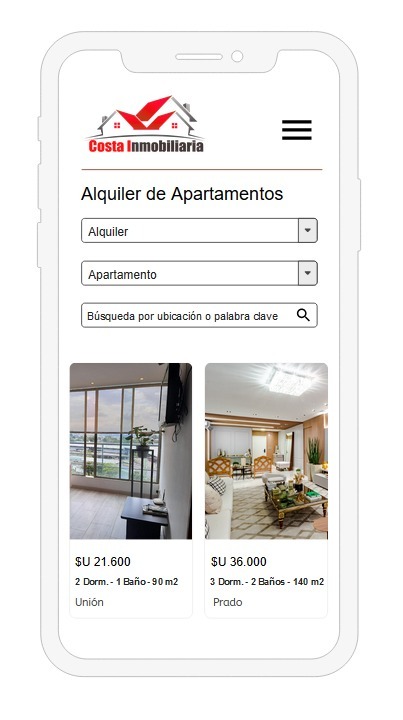 Costa Inmobiliaria
Alquiler de Apartamentos
Alquiler
Apartamento
Búsqueda por ubicación o palabra clave
$U 21.600
2 Dorm. - 1 Baño - 90 m2
Unión
$U 36.000
3 Dorm. - 2 Baños - 140 m2
Prado